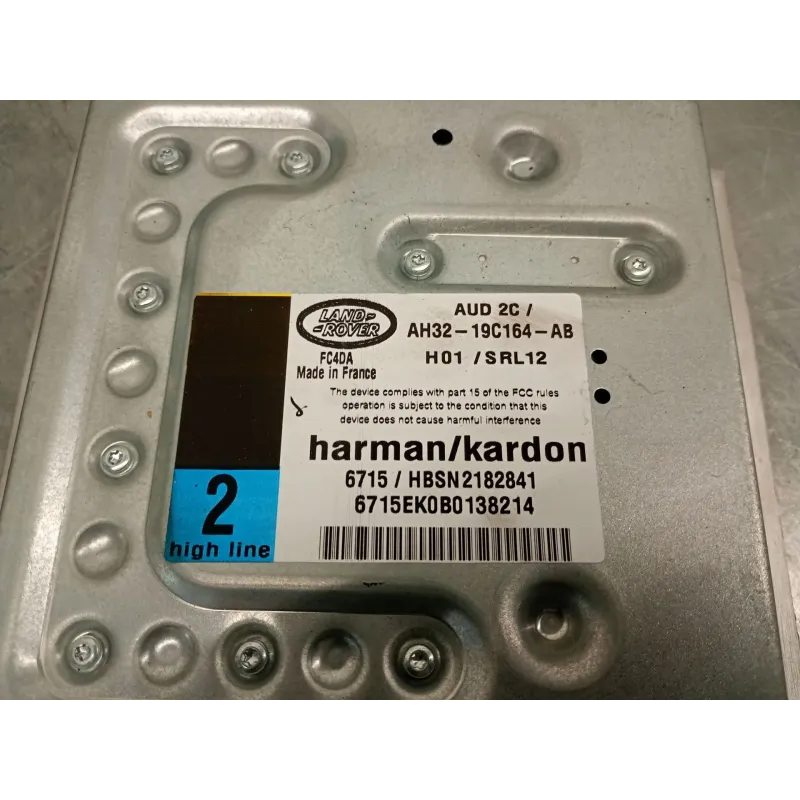 LAND-
-ROVER
FC4DA
Made in France
AUD 2C /
AH32-19C164-AB
H01 / SRL12
The device complies with part 15 of the FCC rules
operation is subject to the condition that this
device does not cause harmful interference
harman/kardon
6715 / HBSN2182841
6715EK0B0138214
2
high line